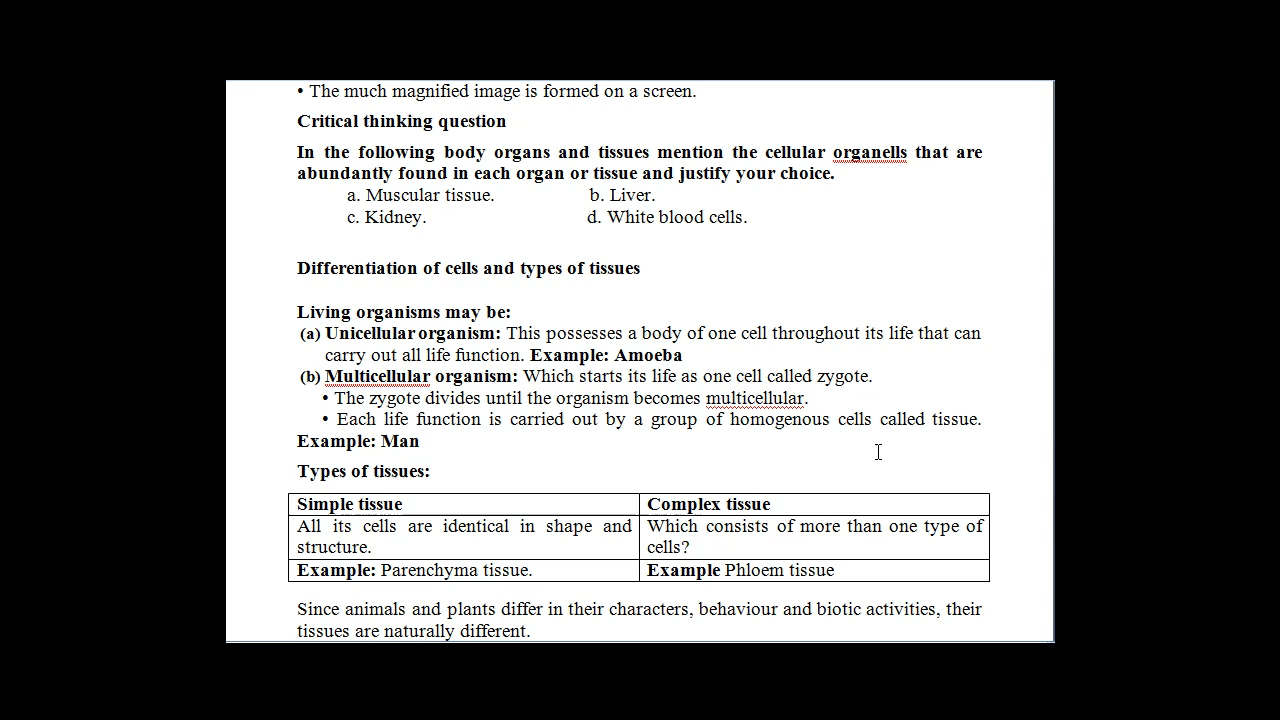 • The much magnified image is formed on a screen.
Critical thinking question
In the following body organs and tissues mention the cellular organells that are
abundantly found in each organ or tissue and justify your choice.
a. Muscular tissue. b. Liver.
c. Kidney. d. White blood cells.
Differentiation of cells and types of tissues
Living organisms may be:
(a) Unicellular organism: This possesses a body of one cell throughout its life that can
carry out all life function. Example: Amoeba
(b) Multicellular organism: Which starts its life as one cell called zygote.
• The zygote divides until the organism becomes multicellular.
• Each life function is carried out by a group of homogenous cells called tissue.
Example: Man
Types of tissues:
Simple tissue Complex tissue
All its cells are identical in shape and Which consists of more than one type of
structure. cells?
Example: Parenchyma tissue. Example Phloem tissue
Since animals and plants differ in their characters, behaviour and biotic activities, their
tissues are naturally different.